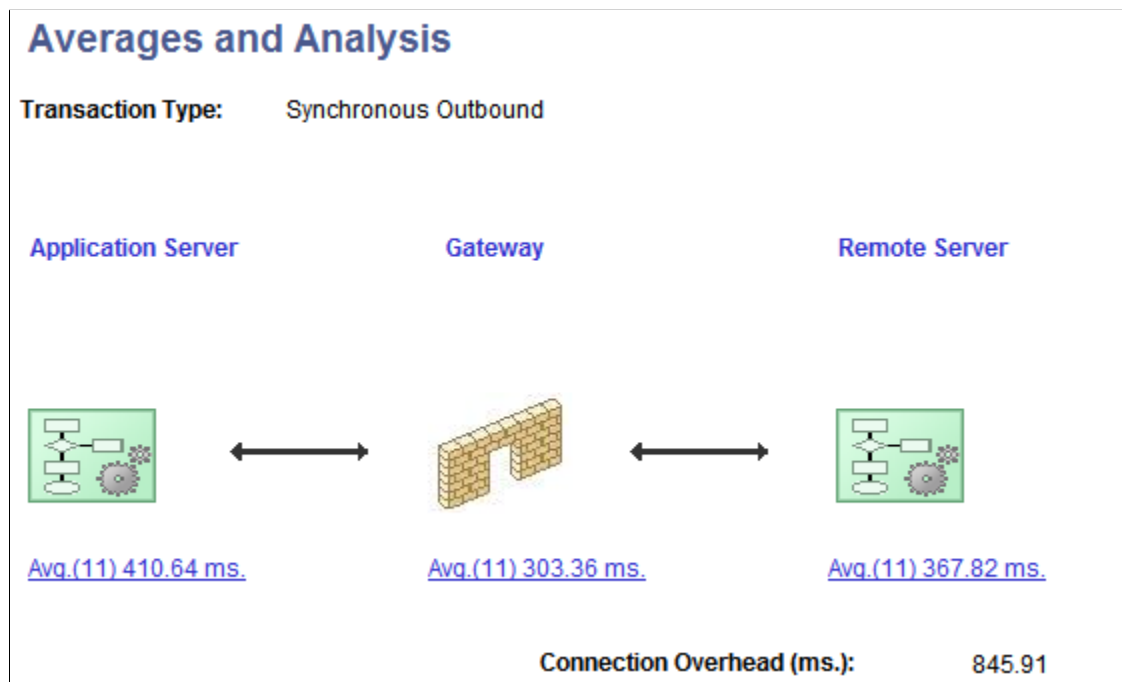 Averages and Analysis
Transaction Type: Synchronous Outbound
Application Server Gateway Remote Server
Avg.(11) 410.64 ms. Avg.(11) 303.36 ms. Avg.(11) 367.82 ms.
Connection Overhead (ms.): 845.91